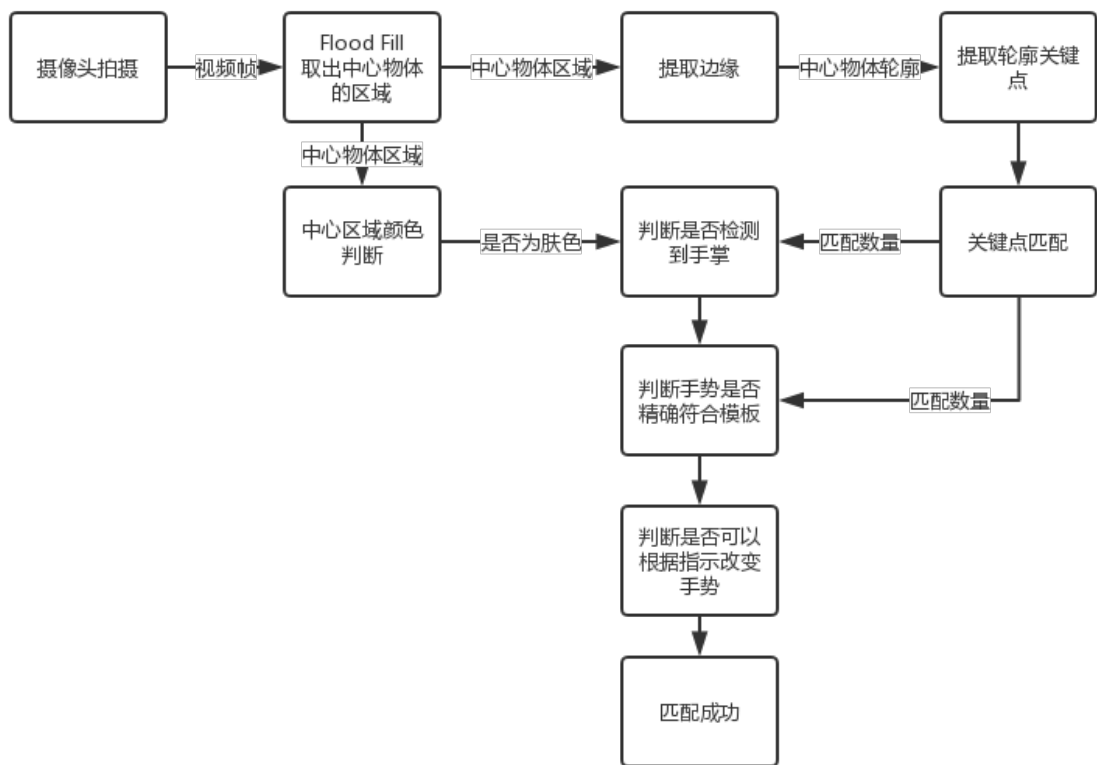 摄像头拍摄
视频帧
Flood Fill
取出中心物体
的区域
中心物体区域
提取边缘
中心物体轮廓
提取轮廓关键
点
中心物体区域
中心区域颜色
判断
是否为肤色
判断是否检测
到手掌
匹配数量
关键点匹配
判断手势是否
精确符合模板
匹配数量
判断是否可以
根据指示改变
手势
匹配成功